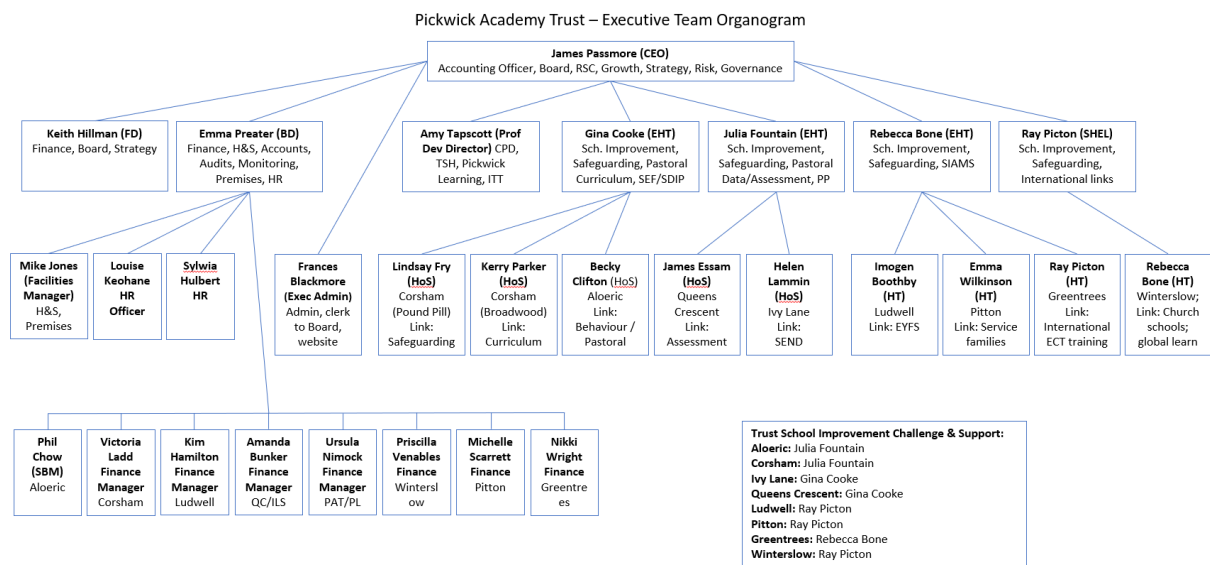 Pickwick Academy Trust – Executive Team Organogram
James Passmore (CEO)
Accounting Officer, Board, RSC, Growth, Strategy, Risk, Governance
Keith Hillman (FD)
Finance, Board, Strategy
Emma Preater (BD)
Finance, H&S, Accounts,
Audits, Monitoring,
Premises, HR
Amy Tapscott (Prof
Dev Director) CPD,
TSH, Pickwick
Learning, ITT
Gina Cooke (EHT)
Sch. Improvement,
Safeguarding, Pastoral
Curriculum, SEF/SDIP
Julia Fountain (EHT)
Sch. Improvement,
Safeguarding, Pastoral
Data/Assessment, PP
Rebecca Bone (EHT)
Sch. Improvement,
Safeguarding, SIAMS
Ray Picton (SHEL)
Sch. Improvement,
Safeguarding,
International links
Mike Jones
(Facilities
Manager)
H&S,
Premises
Louise
Keohane
HR
Officer
Sylwia
Hulbert
HR
Frances
Blackmore
(Exec Admin)
Admin, clerk
to Board,
website
Lindsay Fry
(HoS)
Corsham
(Pound Pill)
Link:
Safeguarding
Kerry Parker
(HoS)
Corsham
(Broadwood)
Link:
Curriculum
Becky
Clifton (HoS)
Aloeric
Link:
Behaviour /
Pastoral
James Essam
(HoS)
Queens
Crescent
Link:
Assessment
Helen
Lammin
(HoS)
Ivy Lane
Link:
SEND
Imogen
Boothby
(HT)
Ludwell
Link: EYFS
Emma
Wilkinson
(HT)
Pitton
Link: Service
families
Ray Picton
(HT)
Greentrees
Link:
International
ECT training
Rebecca
Bone (HT)
Winterslow;
Link: Church
schools;
global learn
Phil
Chow
(SBM)
Aloeric
Victoria
Ladd
Finance
Manager
Corsham
Kim
Hamilton
Finance
Manager
Ludwell
Amanda
Bunker
Finance
Manager
QC/ILS
Ursula
Nimock
Finance
Manager
PAT/PL
Priscilla
Venables
Finance
Wintersl
ow
Michelle
Scarrett
Finance
Pitton
Nikki
Wright
Finance
Greentre
es
Trust School Improvement Challenge & Support:
Aloeric: Julia Fountain
Corsham: Julia Fountain
Ivy Lane: Gina Cooke
Queens Crescent: Gina Cooke
Ludwell: Ray Picton
Pitton: Ray Picton
Greentrees: Rebecca Bone
Winterslow: Ray Picton